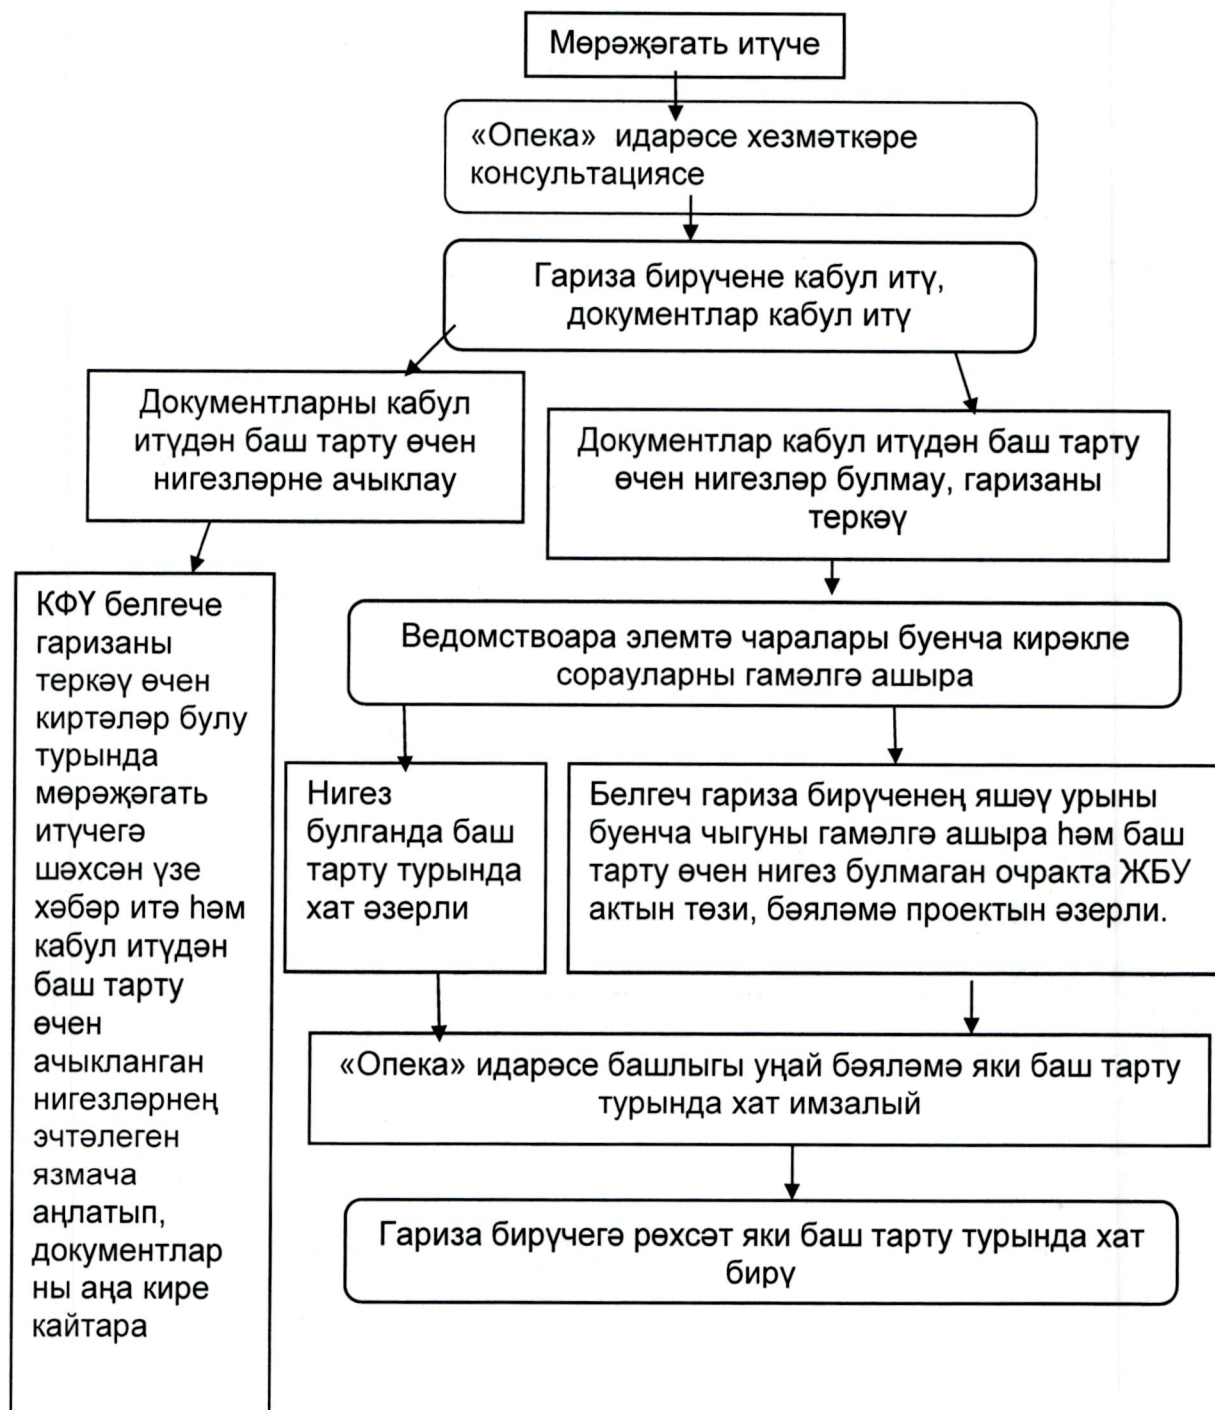 Мөрәҗәгать итүче
«Опека» идарәсе хезмәткәре
консультациясе
Гариза бирүчене кабул итү,
документлар кабул итү
Документларны кабул
итүдән баш тарту өчен
нигезләрне ачыклау
Документлар кабул итүдән баш тарту
өчен нигезләр булмау, гаризаны
теркәү
КФҮ белгече
гаризаны
теркәү өчен
киртәләр булу
турында
мөрәҗәгать
итүчегә
шәхсән үзе
хәбәр итә һәм
кабул итүдән
баш тарту
өчен
ачыкланган
нигезләрнең
эчтәлеген
язмача
аңлатып,
документлар
ны аңа кире
кайтара
Ведомствоара элемтә чаралары буенча кирәкле
сорауларны гамәлгә ашыра
Нигез
булганда баш
тарту турында
хат әзерли
Белгеч гариза бирүченең яшәү урыны
буенча чыгуны гамәлгә ашыра һәм баш
тарту өчен нигез булмаган очракта ЖБУ
актын төзи, бәяләмә проектын әзерли.
«Опека» идарәсе башлыгы уңай бәяләмә яки баш тарту
турында хат имзалый
Гариза бирүчегә рөхсәт яки баш тарту турында хат
бирү